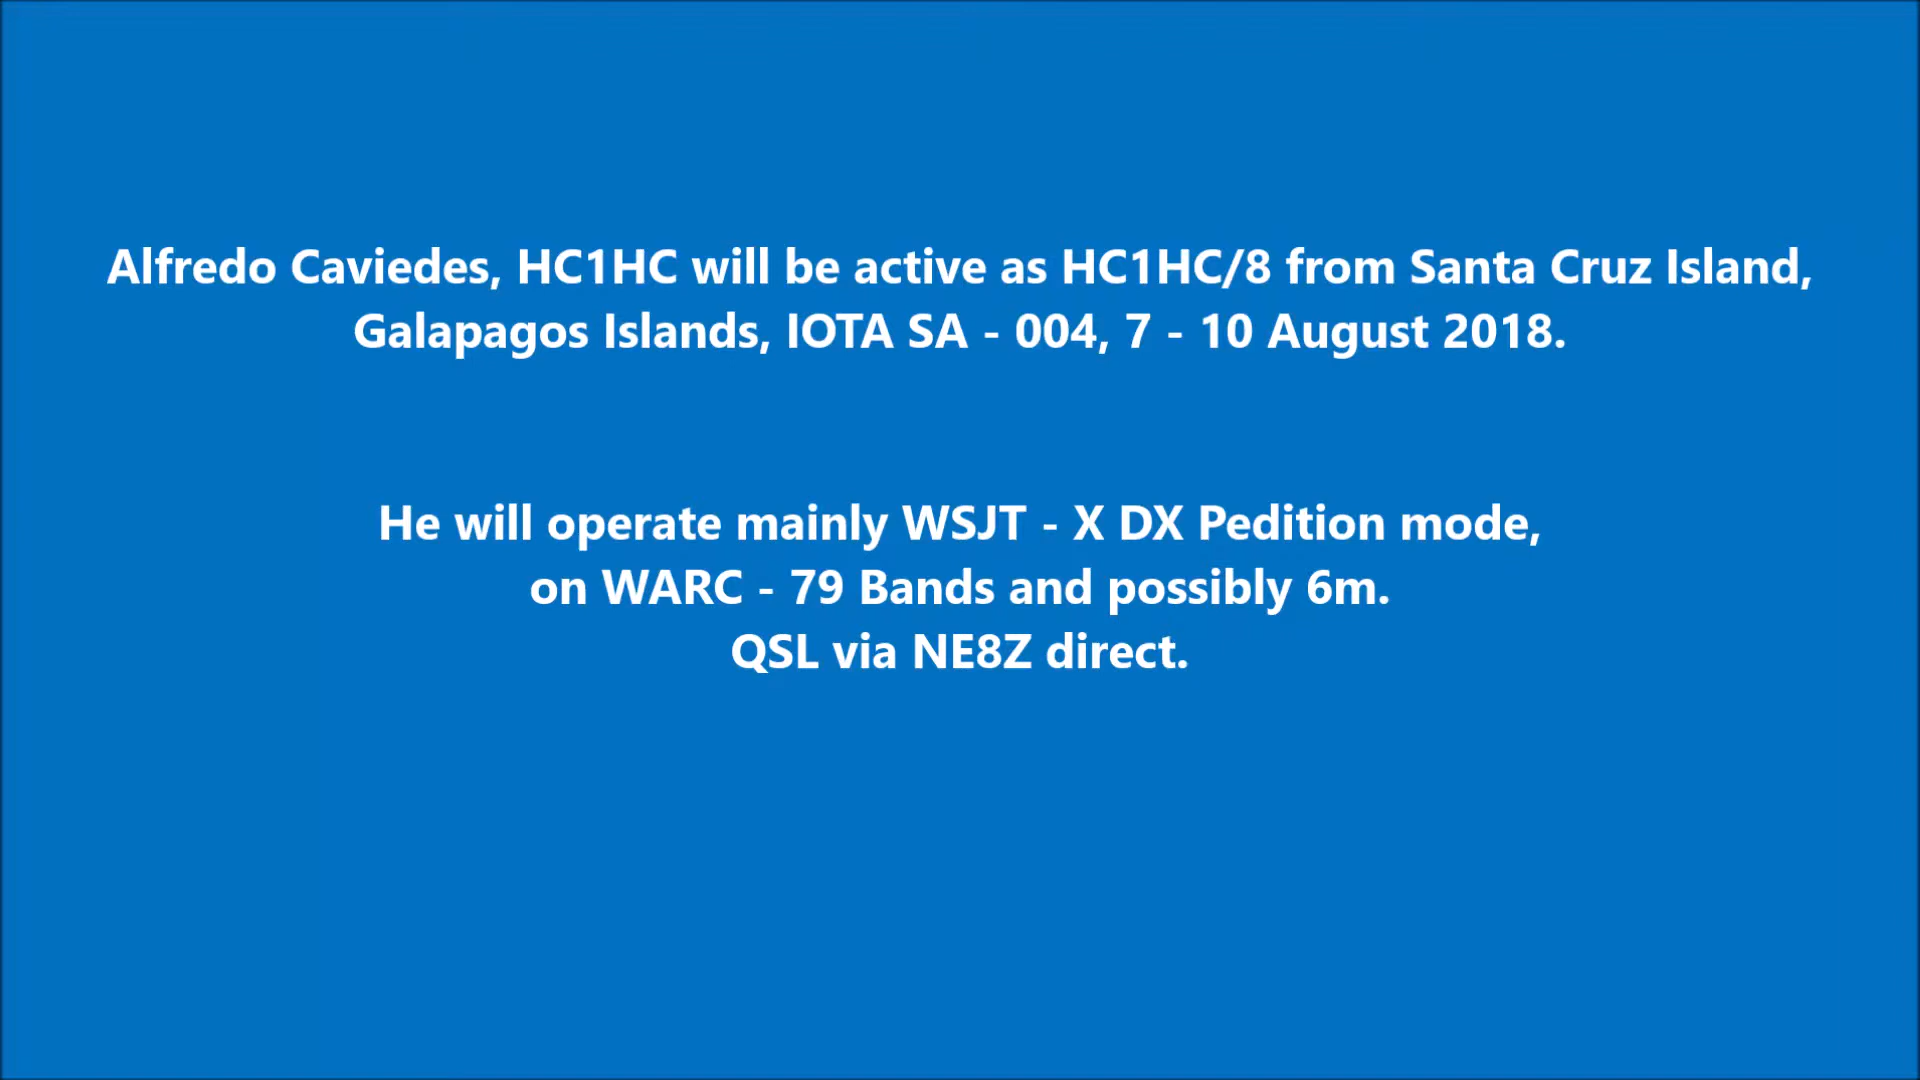 Alfredo Caviedes, HC1HC will be active as HC1HC/8 from Santa Cruz Island,
Galapagos Islands, IOTA SA - 004, 7 - 10 August 2018.
He will operate mainly WSJT - X DX Pedition mode,
on WARC - 79 Bands and possibly 6m.
QSL via NE8Z direct.